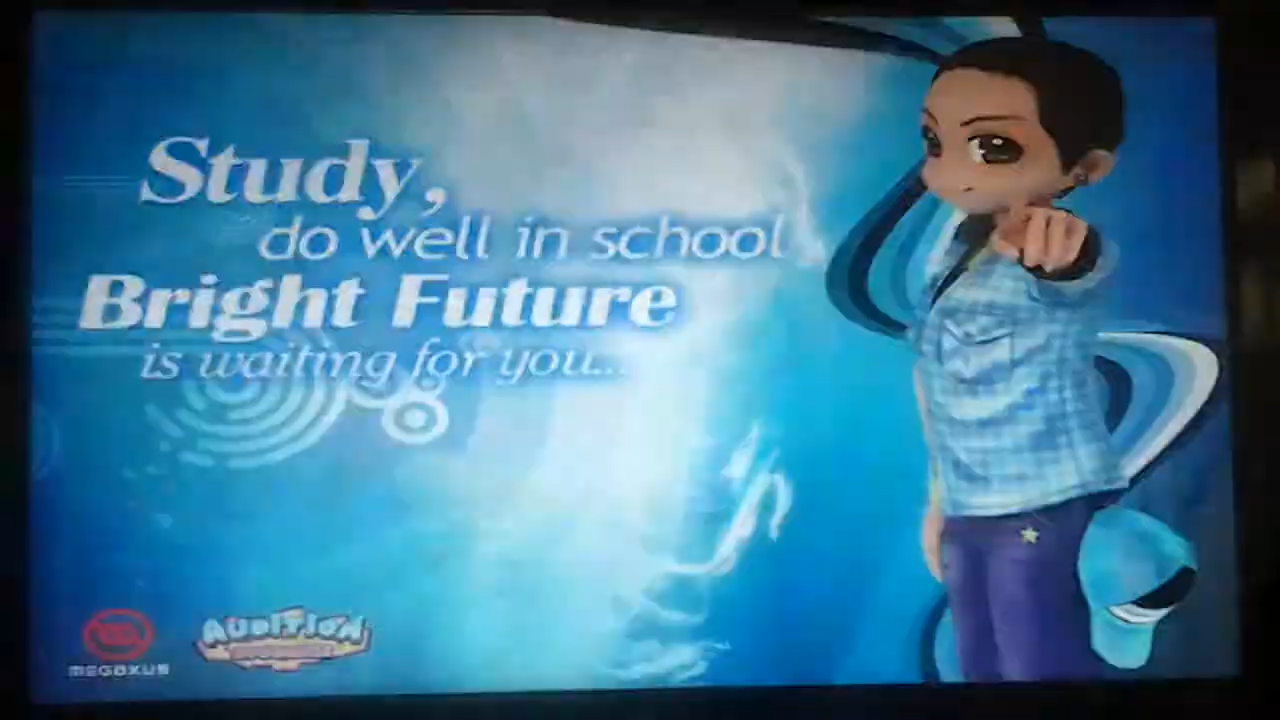 Study,
do well in school
Bright Future
is waiting for you...
MEGAXUS
AUDITION